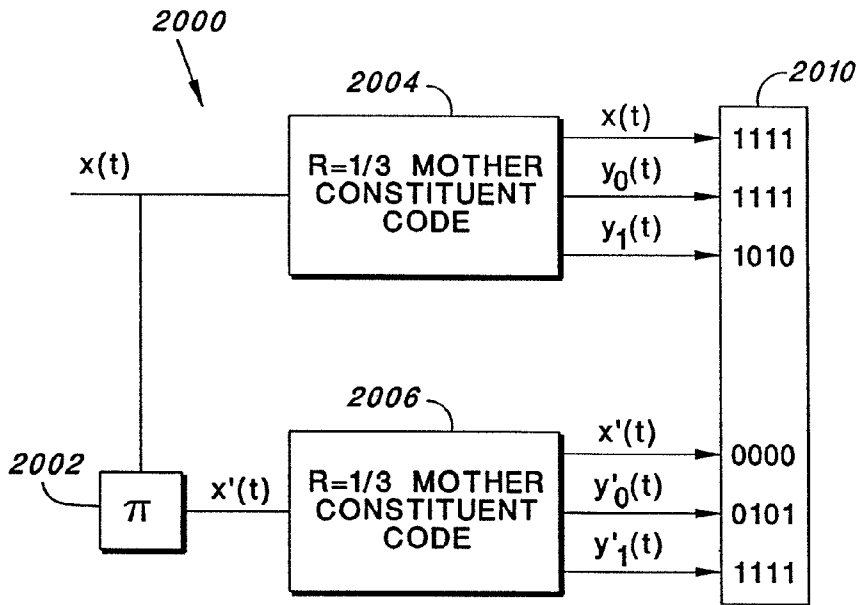 2000
2004
2010
x(t)
R=1/3 MOTHER
CONSTITUENT
CODE
x(t)
1111
y0(t)
1111
y1(t)
1010
2006
2002
π
x'(t)
R=1/3 MOTHER
CONSTITUENT
CODE
x'(t)
0000
y'0(t)
0101
y'1(t)
1111